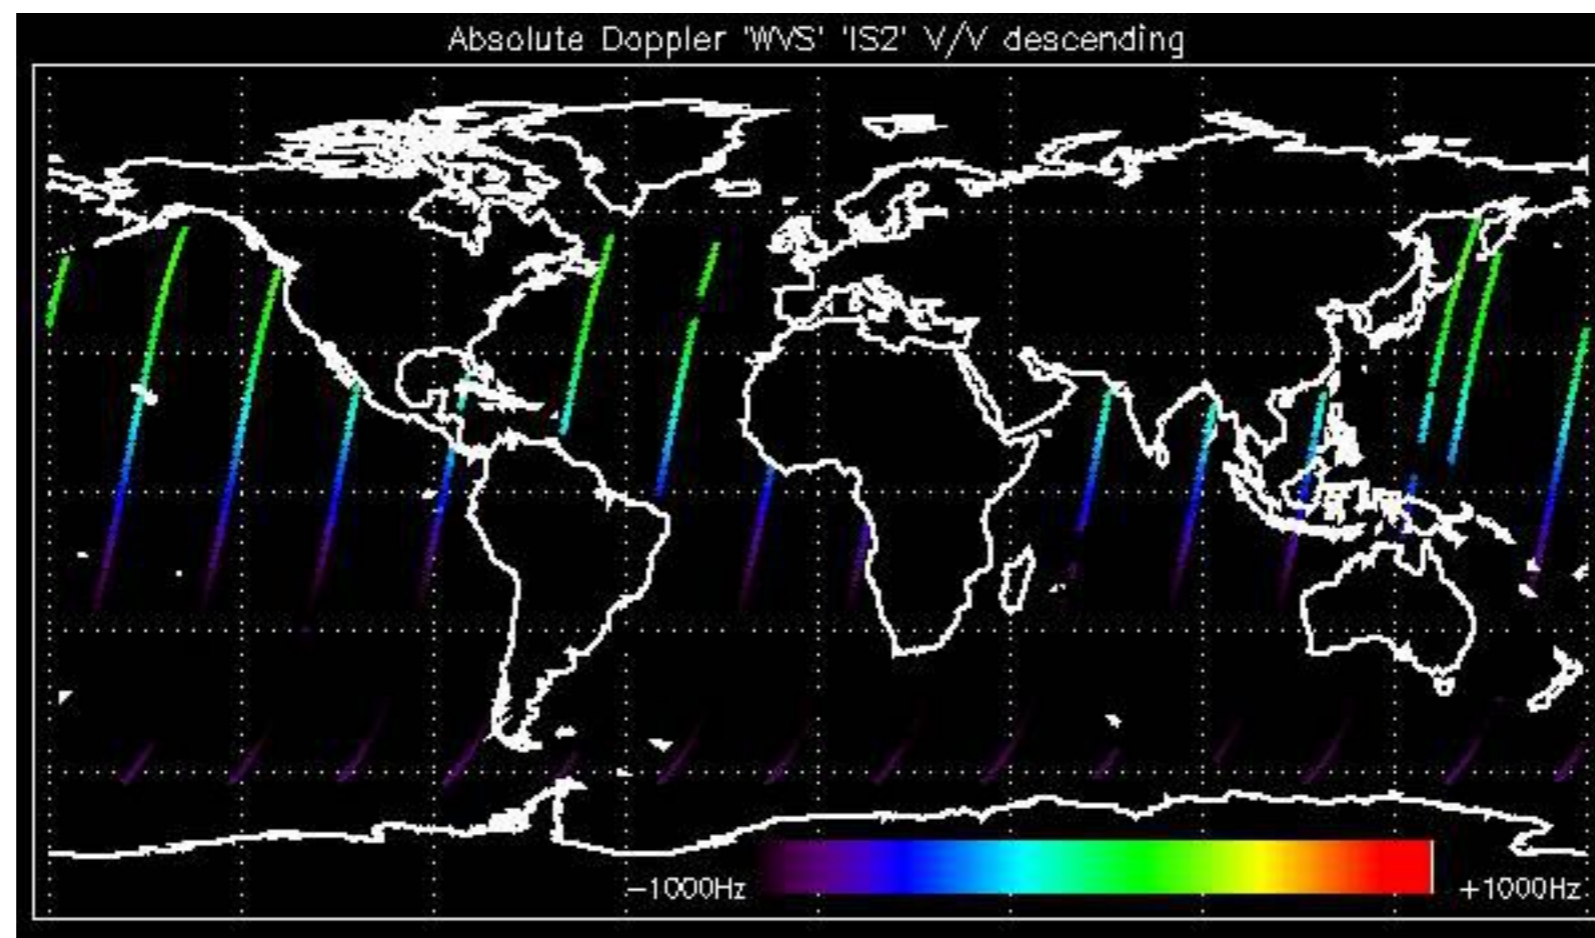 Absolute Doppler 'WVS' 'IS2' V/V descending
−1000Hz
+1000Hz